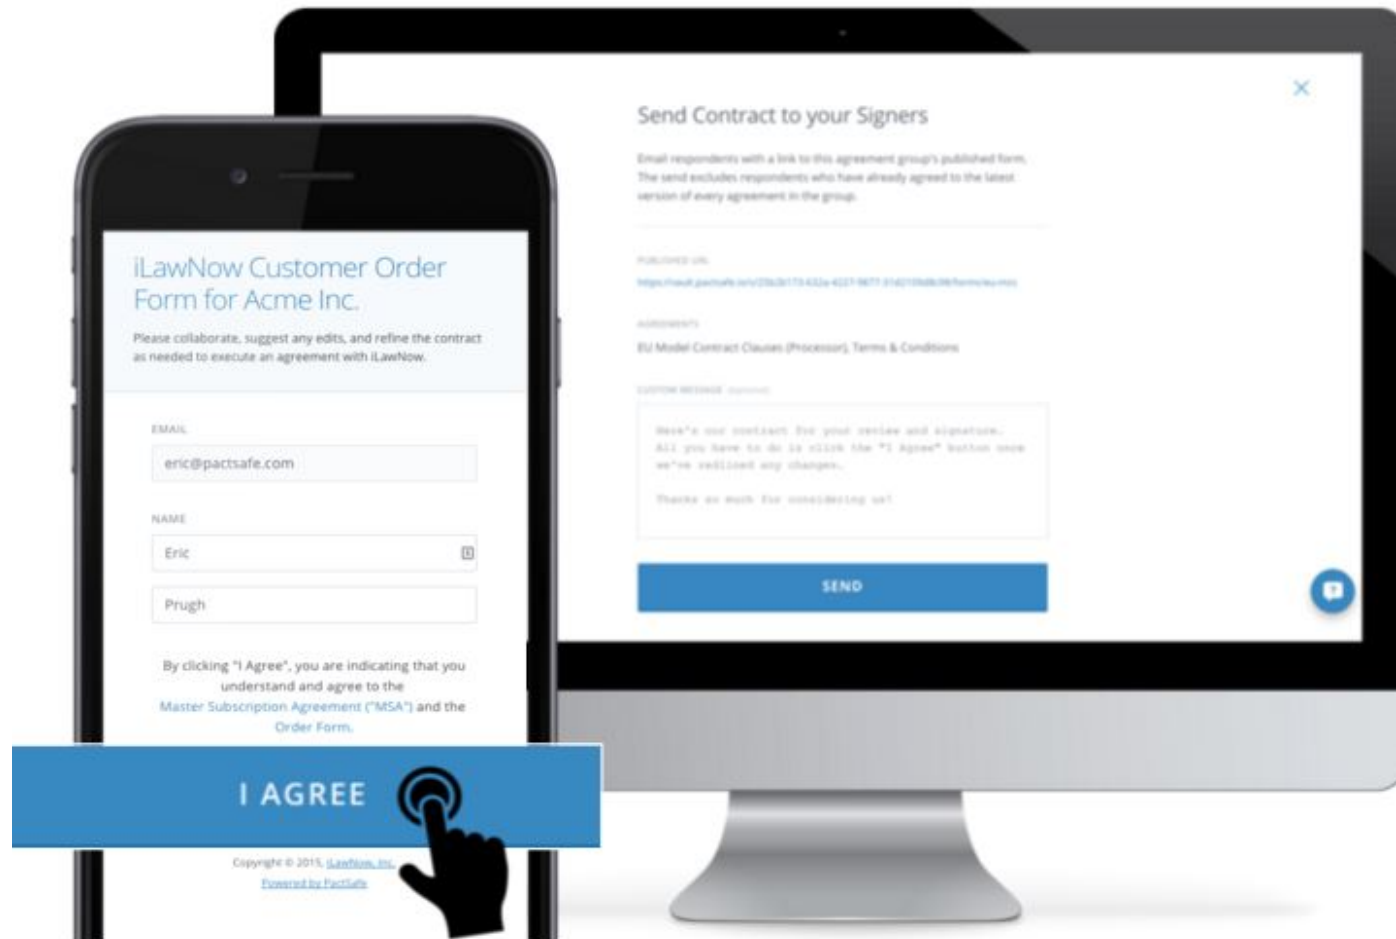 iLawNow Customer Order
Form for Acme Inc.
Please collaborate, suggest any edits, and refine the contract
as needed to execute an agreement with iLawNow.
EMAIL
eric@pactsafe.com
NAME
Eric
Prugh
By clicking "I Agree", you are indicating that you
understand and agree to the
Master Subscription Agreement ("MSA") and the
Order Form.
I AGREE
Copyright © 2015, iLawNow, Inc.
Powered by PactSafe
Send Contract to your Signers
Email respondents with a link to this agreement group's published form.
The send excludes respondents who have already agreed to the latest
version of every agreement in the group.
PUBLISHED URL
AGREEMENTS
EU Model Contract Clauses (Processor), Terms & Conditions
CUSTOM MESSAGE (optional)
Here's our contract for your review and signature.
All you have to do is click the "I Agree" button once
we've redlined any changes.
Thanks so much for considering us!
SEND